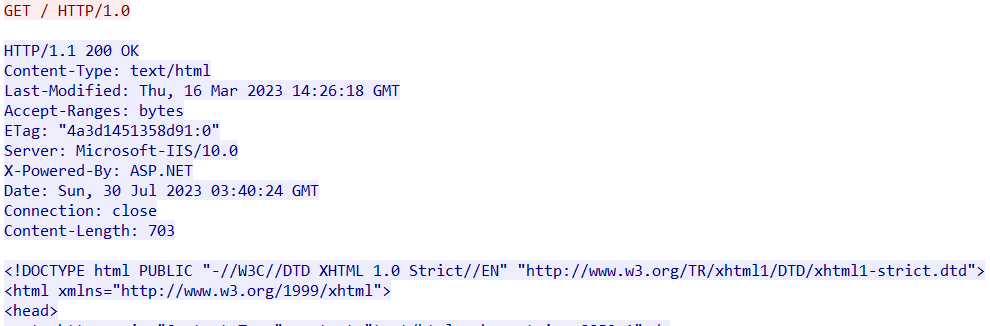 GET / HTTP/1.0
HTTP/1.1 200 OK
Content-Type: text/html
Last-Modified: Thu, 16 Mar 2023 14:26:18 GMT
Accept-Ranges: bytes
ETag: "4a3d1451358d91:0"
Server: Microsoft-IIS/10.0
X-Powered-By: ASP.NET
Date: Sun, 30 Jul 2023 03:40:24 GMT
Connection: close
Content-Length: 703
<!DOCTYPE html PUBLIC "-//W3C//DTD XHTML 1.0 Strict//EN" "http://www.w3.org/TR/xhtml1/DTD/xhtml1-strict.dtd">
<html xmlns="http://www.w3.org/1999/xhtml">
<head>